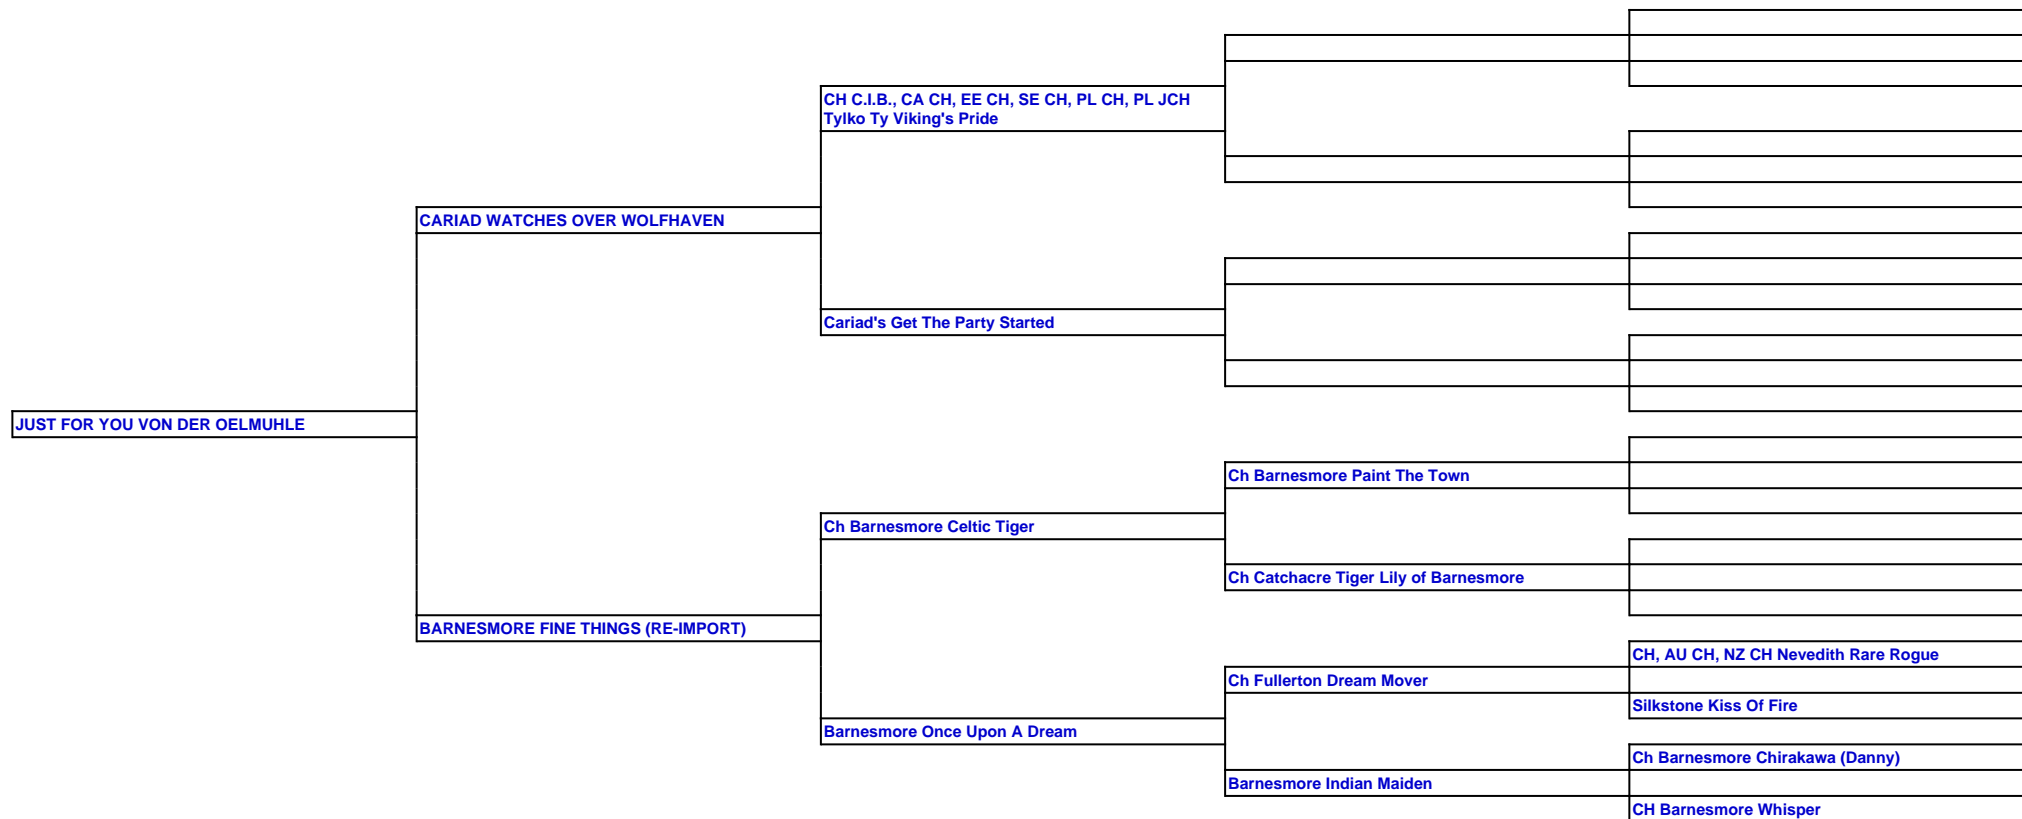 CH C.I.B., CA CH, EE CH, SE CH, PL CH, PL JCH
Tylko Ty Viking's Pride
CARIAD WATCHES OVER WOLFHAVEN
Cariad's Get The Party Started
JUST FOR YOU VON DER OELMUHLE
Ch Barnesmore Paint The Town
Ch Barnesmore Celtic Tiger
Ch Catchacre Tiger Lily of Barnesmore
BARNESMORE FINE THINGS (RE-IMPORT)
CH, AU CH, NZ CH Nevedith Rare Rogue
Ch Fullerton Dream Mover
Silkstone Kiss Of Fire
Barnesmore Once Upon A Dream
Ch Barnesmore Chirakawa (Danny)
Barnesmore Indian Maiden
CH Barnesmore Whisper